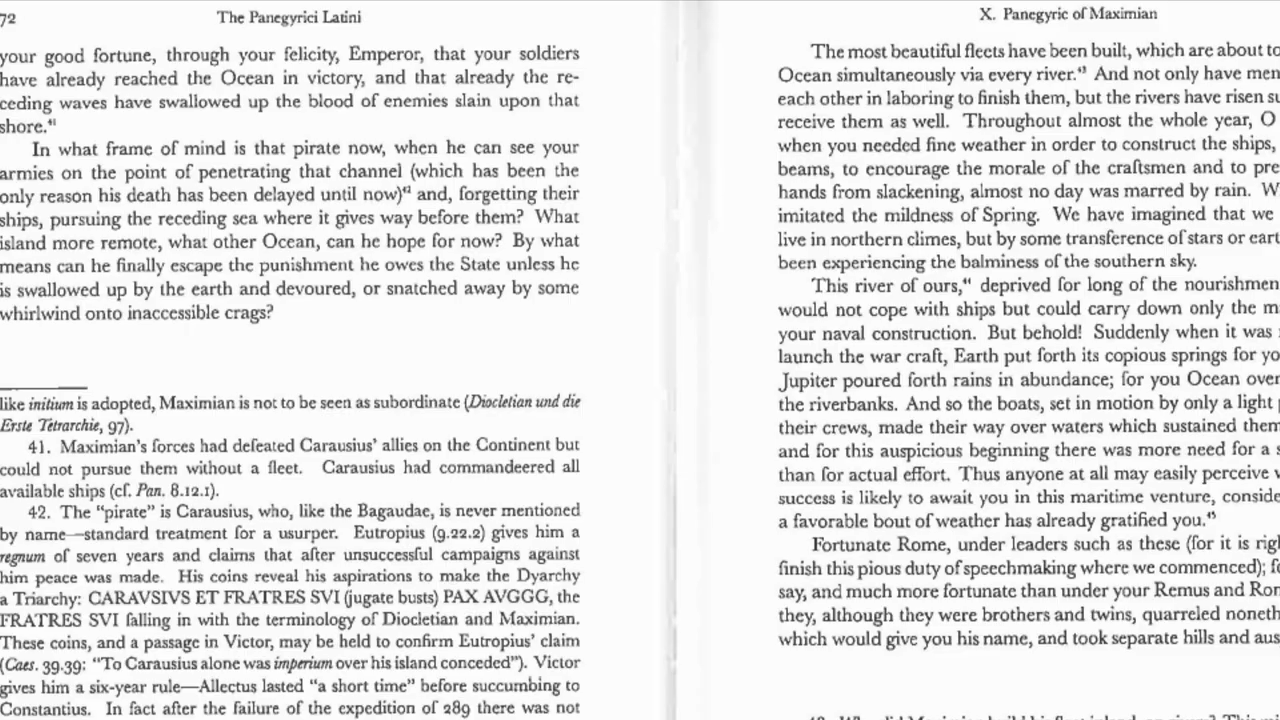 72 The Panegyrici Latini
your good fortune, through your felicity, Emperor, that your soldiers
have already reached the Ocean in victory, and that already the re-
ceding waves have swallowed up the blood of enemies slain upon that
shore.⁴¹
In what frame of mind is that pirate now, when he can see your
armies on the point of penetrating that channel (which has been the
only reason his death has been delayed until now)⁴² and, forgetting their
ships, pursuing the receding sea where it gives way before them? What
island more remote, what other Ocean, can he hope for now? By what
means can he finally escape the punishment he owes the State unless he
is swallowed up by the earth and devoured, or snatched away by some
whirlwind onto inaccessible crags?
like initium is adopted, Maximian is not to be seen as subordinate (Diocletian und die
Erste Tetrarchie, 97).
41. Maximian's forces had defeated Carausius' allies on the Continent but
could not pursue them without a fleet. Carausius had commandeered all
available ships (cf. Pan. 8.12.1).
42. The "pirate" is Carausius, who, like the Bagaudae, is never mentioned
by name—standard treatment for a usurper. Eutropius (9.22.2) gives him a
regnum of seven years and claims that after unsuccessful campaigns against
him peace was made. His coins reveal his aspirations to make the Dyarchy
a Triarchy: CARAVSIVS ET FRATRES SVI (jugate busts) PAX AVGGG, the
FRATRES SVI falling in with the terminology of Diocletian and Maximian.
These coins, and a passage in Victor, may be held to confirm Eutropius' claim
(Caes. 39.39: "To Carausius alone was imperium over his island conceded"). Victor
gives him a six-year rule—Allectus lasted "a short time" before succumbing to
Constantius. In fact after the failure of the expedition of 289 there was not
X. Panegyric of Maximian
The most beautiful fleets have been built, which are about to
Ocean simultaneously via every river.⁴³ And not only have men
each other in laboring to finish them, but the rivers have risen su
receive them as well. Throughout almost the whole year, O
when you needed fine weather in order to construct the ships,
beams, to encourage the morale of the craftsmen and to pre
hands from slackening, almost no day was marred by rain. W
imitated the mildness of Spring. We have imagined that we
live in northern climes, but by some transference of stars or eart
been experiencing the balminess of the southern sky.
This river of ours,⁴⁴ deprived for long of the nourishmen
would not cope with ships but could carry down only the m
your naval construction. But behold! Suddenly when it was
launch the war craft, Earth put forth its copious springs for yo
Jupiter poured forth rains in abundance; for you Ocean over
the riverbanks. And so the boats, set in motion by only a light
their crews, made their way over waters which sustained them
and for this auspicious beginning there was more need for a s
than for actual effort. Thus anyone at all may easily perceive
success is likely to await you in this maritime venture, conside
a favorable bout of weather has already gratified you.⁴⁵
Fortunate Rome, under leaders such as these (for it is righ
finish this pious duty of speechmaking where we commenced); fo
say, and much more fortunate than under your Remus and Rom
they, although they were brothers and twins, quarreled noneth
which would give you his name, and took separate hills and aus